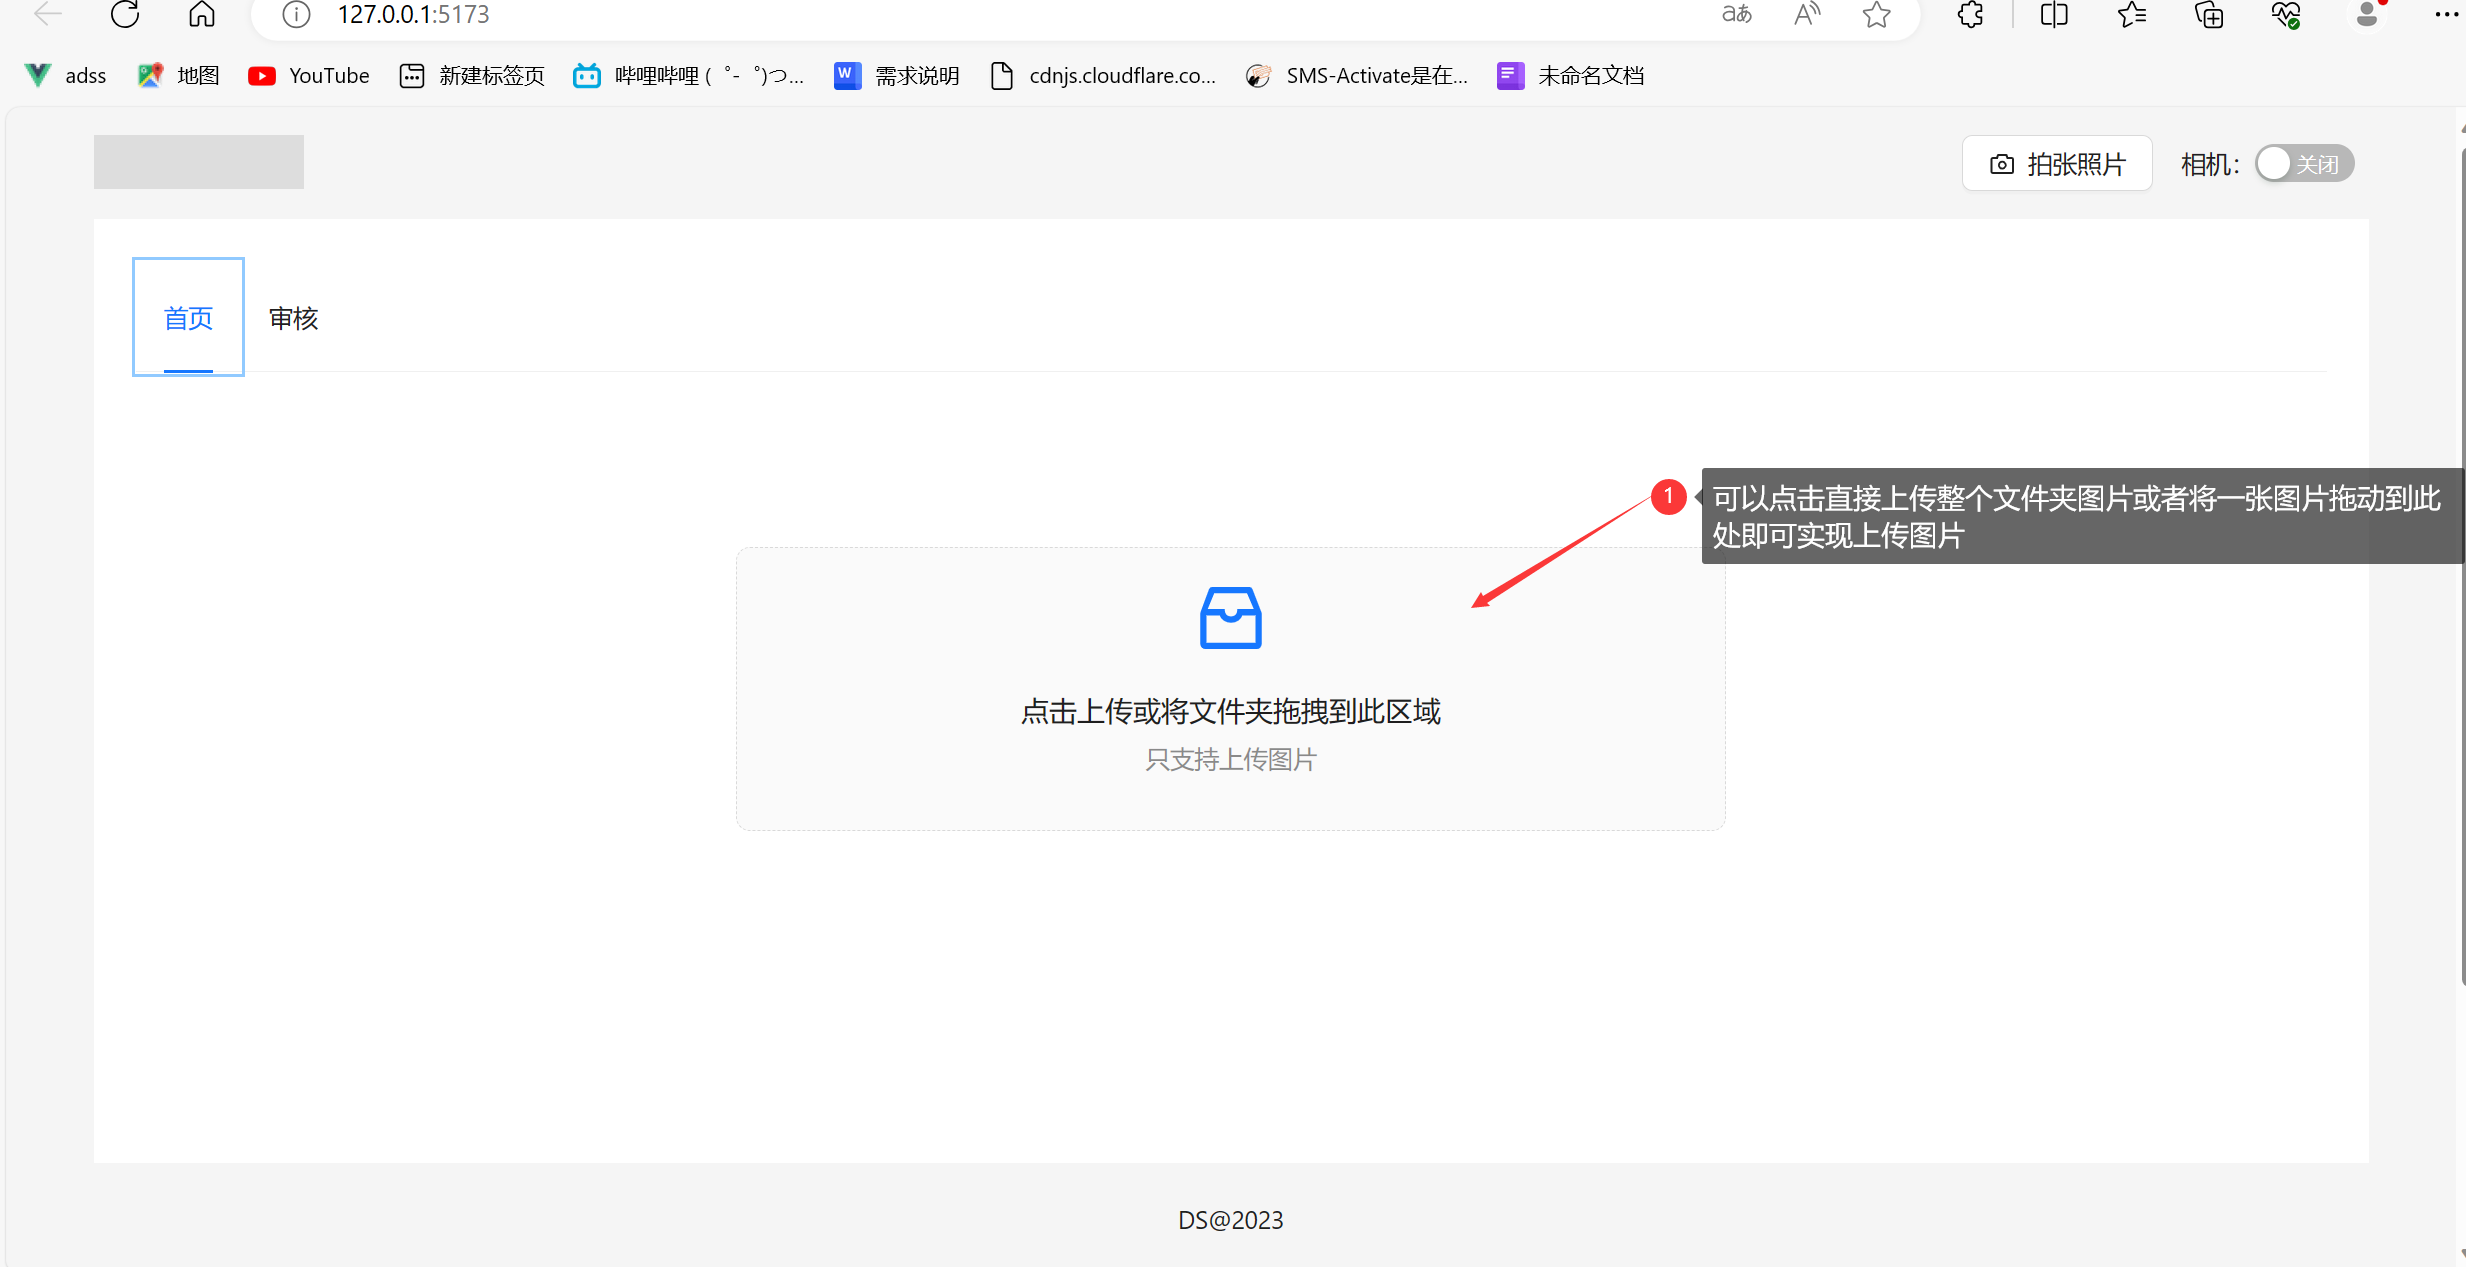 127.0.0.1:5173
adss
地图
YouTube
新建标签页
哔哩哔哩 ( ゜- ゜)つ...
需求说明
cdnjs.cloudflare.co...
SMS-Activate是在...
未命名文档
拍张照片
相机:
关闭
首页
审核
1
可以点击直接上传整个文件夹图片或者将一张图片拖动到此
处即可实现上传图片
点击上传或将文件夹拖拽到此区域
只支持上传图片
DS@2023